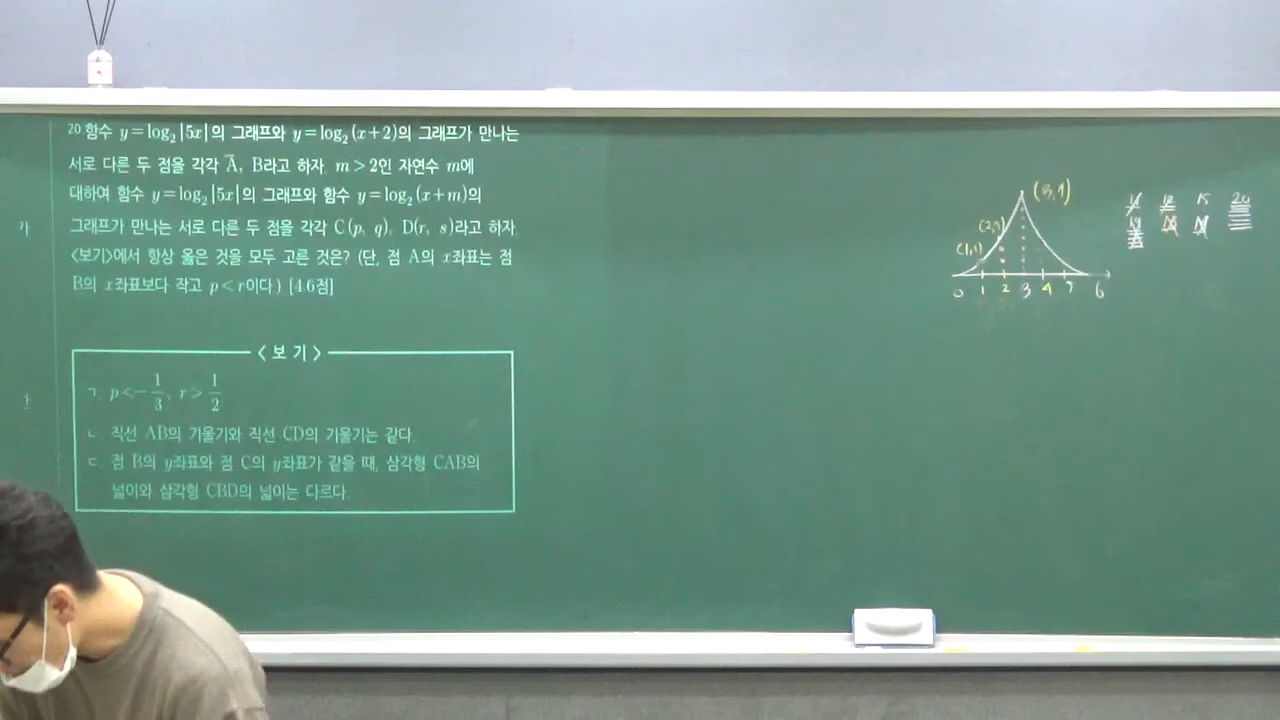 20 함수 y=log₂|5x|의 그래프와 y=log₂(x+2)의 그래프가 만나는
서로 다른 두 점을 각각 A, B라고 하자. m>2인 자연수 m에
대하여 함수 y=log₂|5x|의 그래프와 함수 y=log₂(x+m)의
그래프가 만나는 서로 다른 두 점을 각각 C(p, q), D(r, s)라고 하자.
<보기>에서 항상 옳은 것을 모두 고른 것은? (단, 점 A의 x좌표는 점
B의 x좌표보다 작고 p<r이다.) [4.6점]
<보 기>
ㄱ. p<-1/3, r>1/2
ㄴ. 직선 AB의 기울기와 직선 CD의 기울기는 같다.
ㄷ. 점 B의 y좌표와 점 C의 y좌표가 같을 때, 삼각형 CAB의
넓이와 삼각형 CBD의 넓이는 다르다.
0 1 2 3 4 5 6
15 20